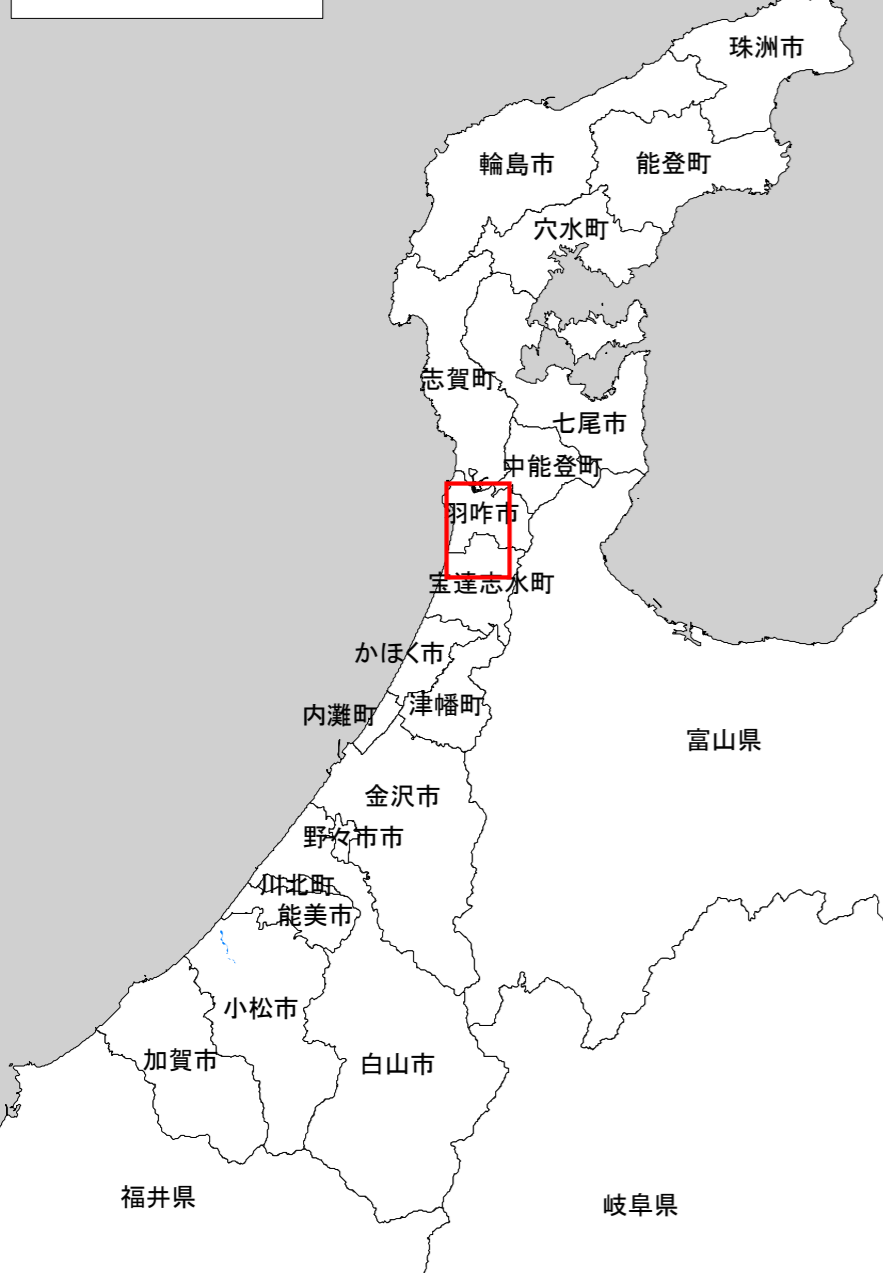 珠洲市
輪島市
能登町
穴水町
志賀町
七尾市
中能登町
羽咋市
宝達志水町
かほく市
津幡町
内灘町
富山県
金沢市
野々市市
川北町
能美市
小松市
加賀市
白山市
福井県
岐阜県